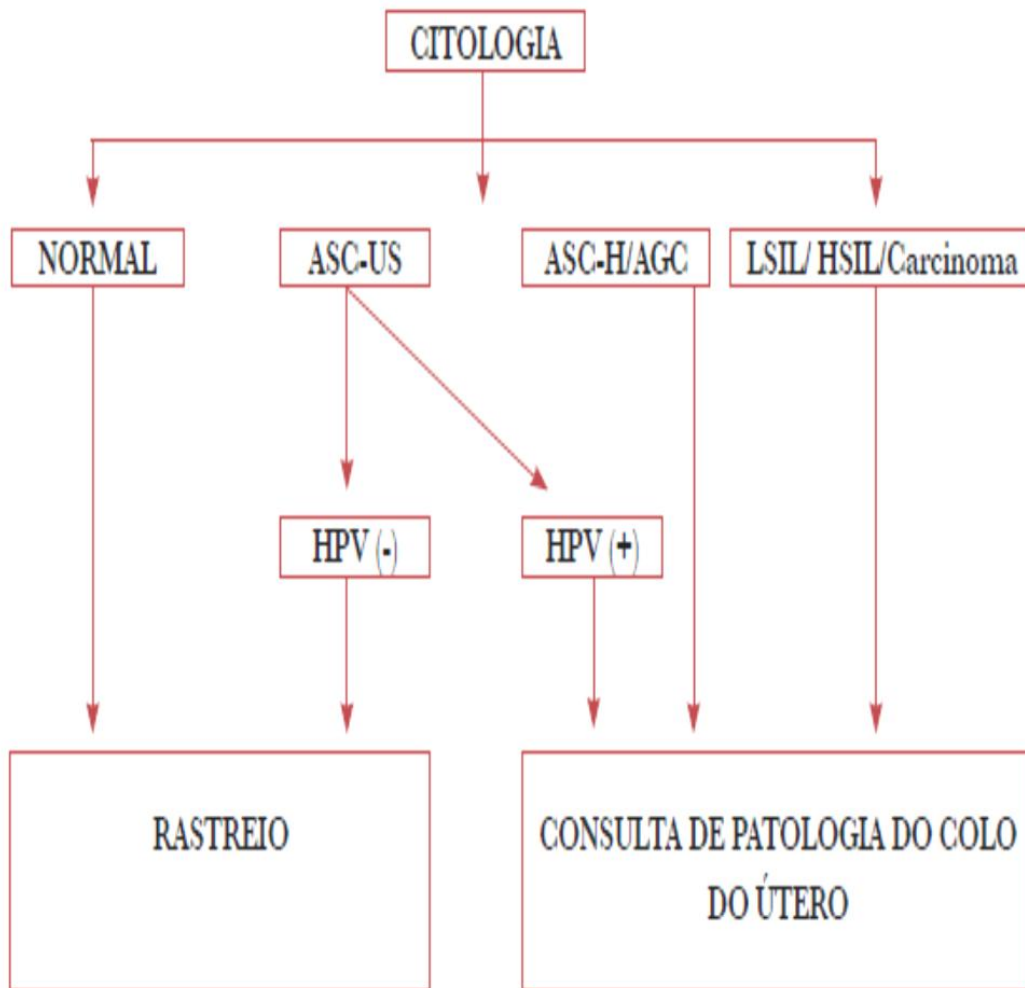 CITOLOGIA
NORMAL
ASC-US
ASC-H/AGC
LSIL/ HSIL/Carcinoma
HPV (-)
HPV (+)
RASTREIO
CONSULTA DE PATOLOGIA DO COLO
DO ÚTERO